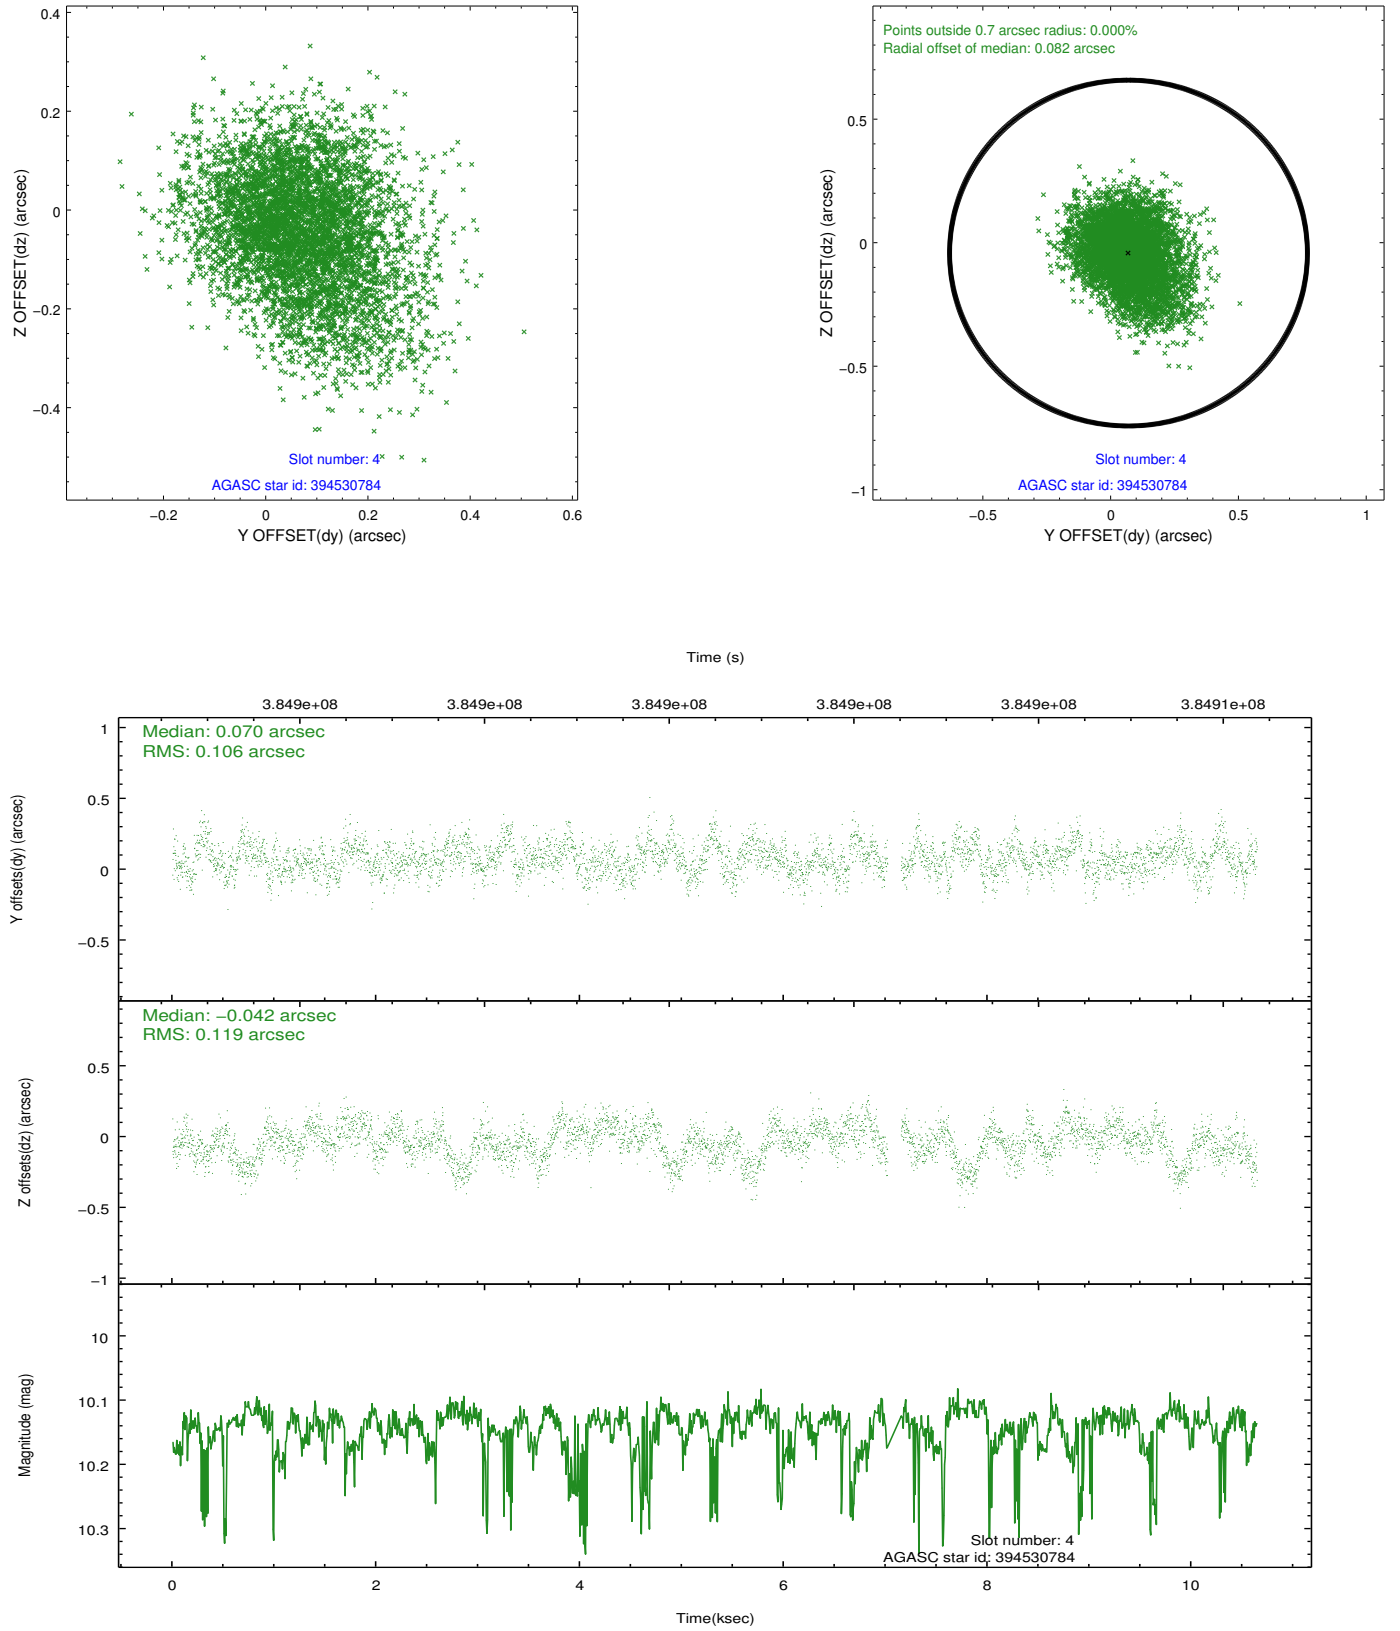 0.4
0.2
0
−0.2
−0.4
Z OFFSET(dz) (arcsec)
Slot number: 4
AGASC star id: 394530784
−0.2 0 0.2 0.4 0.6
Y OFFSET(dy) (arcsec)
Points outside 0.7 arcsec radius: 0.000%
Radial offset of median: 0.082 arcsec
0.5
0
−0.5
−1
Z OFFSET(dz) (arcsec)
Slot number: 4
AGASC star id: 394530784
−0.5 0 0.5 1
Y OFFSET(dy) (arcsec)
Time (s)
3.849e+08 3.849e+08 3.849e+08 3.849e+08 3.849e+08 3.8491e+08
Median: 0.070 arcsec
RMS: 0.106 arcsec
1
0.5
0
−0.5
Y offsets(dy) (arcsec)
Median: −0.042 arcsec
RMS: 0.119 arcsec
0.5
0
−0.5
−1
Z offsets(dz) (arcsec)
10
10.1
10.2
10.3
Magnitude (mag)
Slot number: 4
AGASC star id: 394530784
0 2 4 6 8 10
Time(ksec)